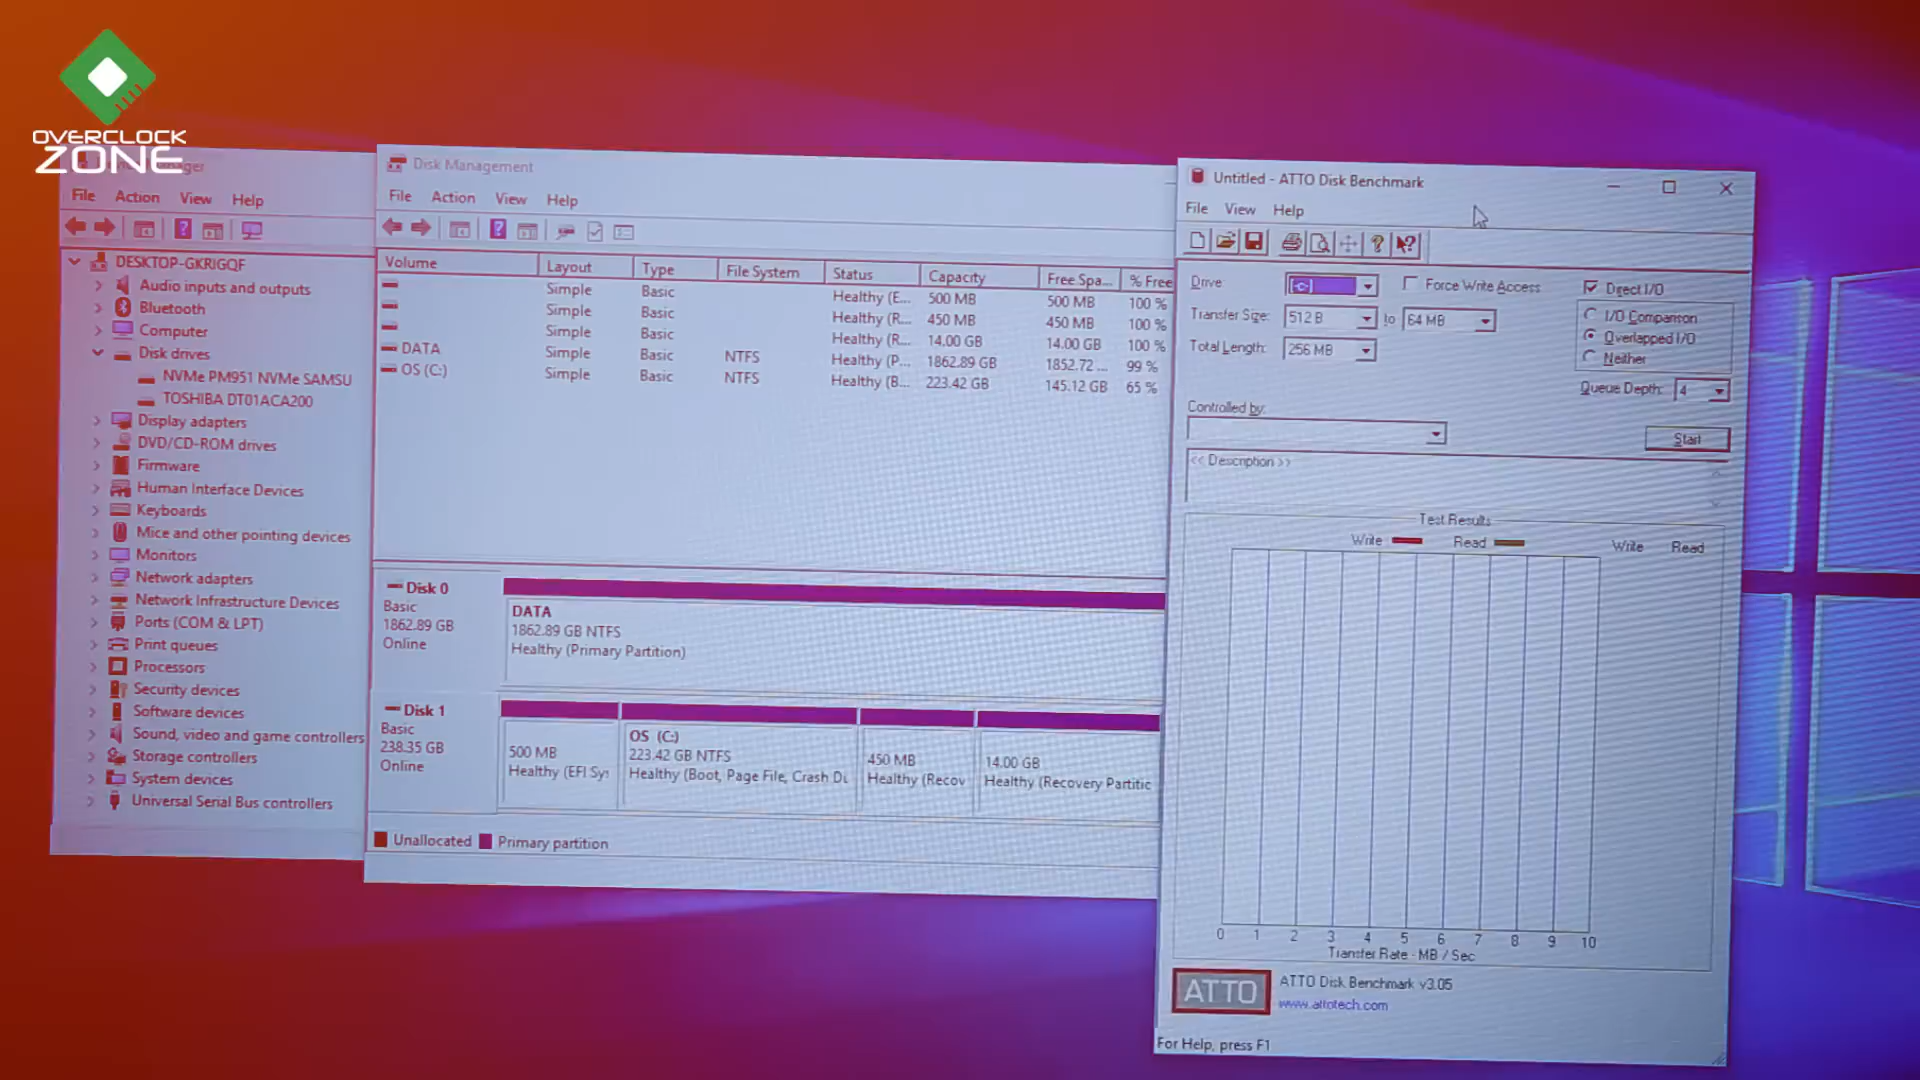 OVERCLOCK
ZONE
File Action View Help
DESKTOP-GKRIGQF
Audio inputs and outputs
Bluetooth
Computer
Disk drives
NVMe PM951 NVMe SAMSU
TOSHIBA DT01ACA200
Display adapters
DVD/CD-ROM drives
Firmware
Human Interface Devices
Keyboards
Mice and other pointing devices
Monitors
Network adapters
Network Infrastructure Devices
Ports (COM & LPT)
Print queues
Processors
Security devices
Software devices
Sound, video and game controllers
Storage controllers
System devices
Universal Serial Bus controllers
Disk Management
File Action View Help
Volume Layout Type File System Status Capacity Free Spa... % Free
Simple Basic Healthy (E... 500 MB 500 MB 100 %
Simple Basic Healthy (R... 450 MB 450 MB 100 %
Simple Basic Healthy (R... 14.00 GB 14.00 GB 100 %
DATA Simple Basic NTFS Healthy (P... 1862.89 GB 1852.72 ... 99 %
OS (C:) Simple Basic NTFS Healthy (B... 223.42 GB 145.12 GB 65 %
Disk 0
Basic
1862.89 GB
Online
DATA
1862.89 GB NTFS
Healthy (Primary Partition)
Disk 1
Basic
238.35 GB
Online
500 MB
Healthy (EFI Sy
OS (C:)
223.42 GB NTFS
Healthy (Boot, Page File, Crash Du
450 MB
Healthy (Recov
14.00 GB
Healthy (Recovery Partitic
Unallocated Primary partition
Untitled - ATTO Disk Benchmark
File View Help
Drive: [-c-] Force Write Access Direct I/O
Transfer Size: 512 B to 64 MB I/O Comparison
Overlapped I/O
Total Length: 256 MB Neither
Queue Depth: 4
Controlled by:
Start
<< Description >>
Test Results
Write Read Write Read
0 1 2 3 4 5 6 7 8 9 10
Transfer Rate - MB / Sec
ATTO
ATTO Disk Benchmark v3.05
www.attotech.com
For Help, press F1